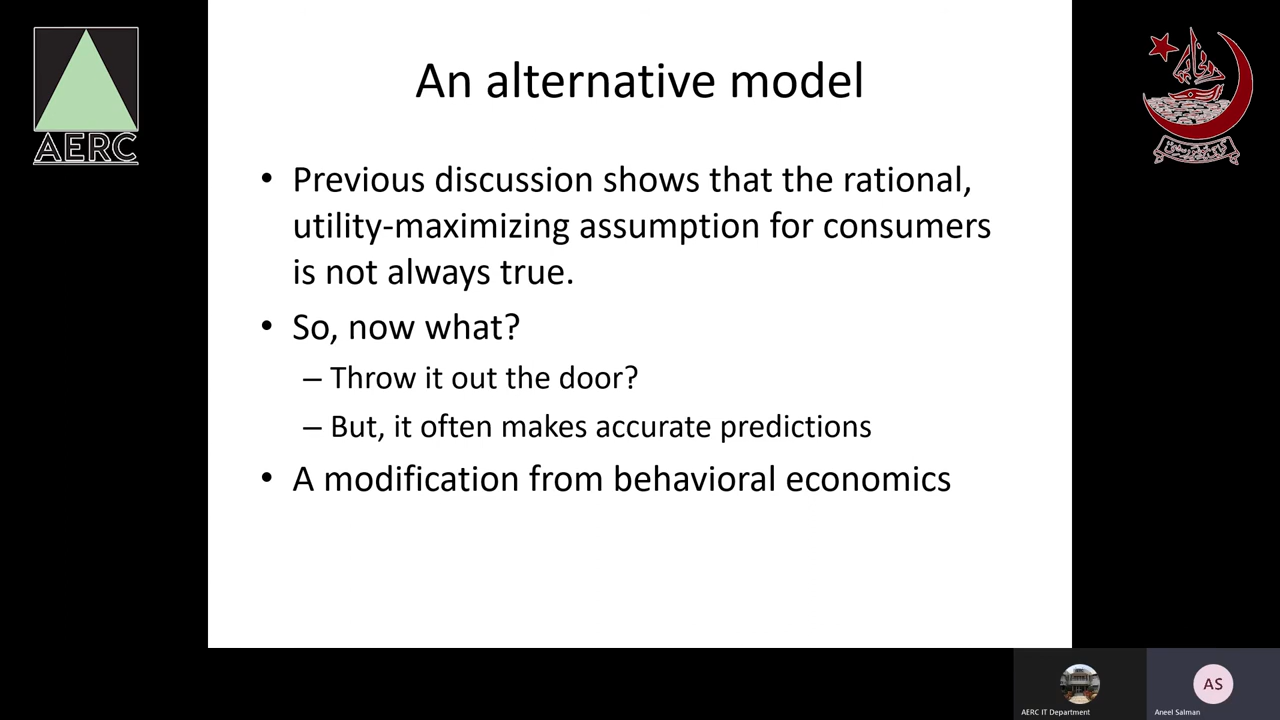 An alternative model
• Previous discussion shows that the rational,
utility-maximizing assumption for consumers
is not always true.
• So, now what?
– Throw it out the door?
– But, it often makes accurate predictions
• A modification from behavioral economics
AERC
AS
AERC IT Department
Aneel Salman